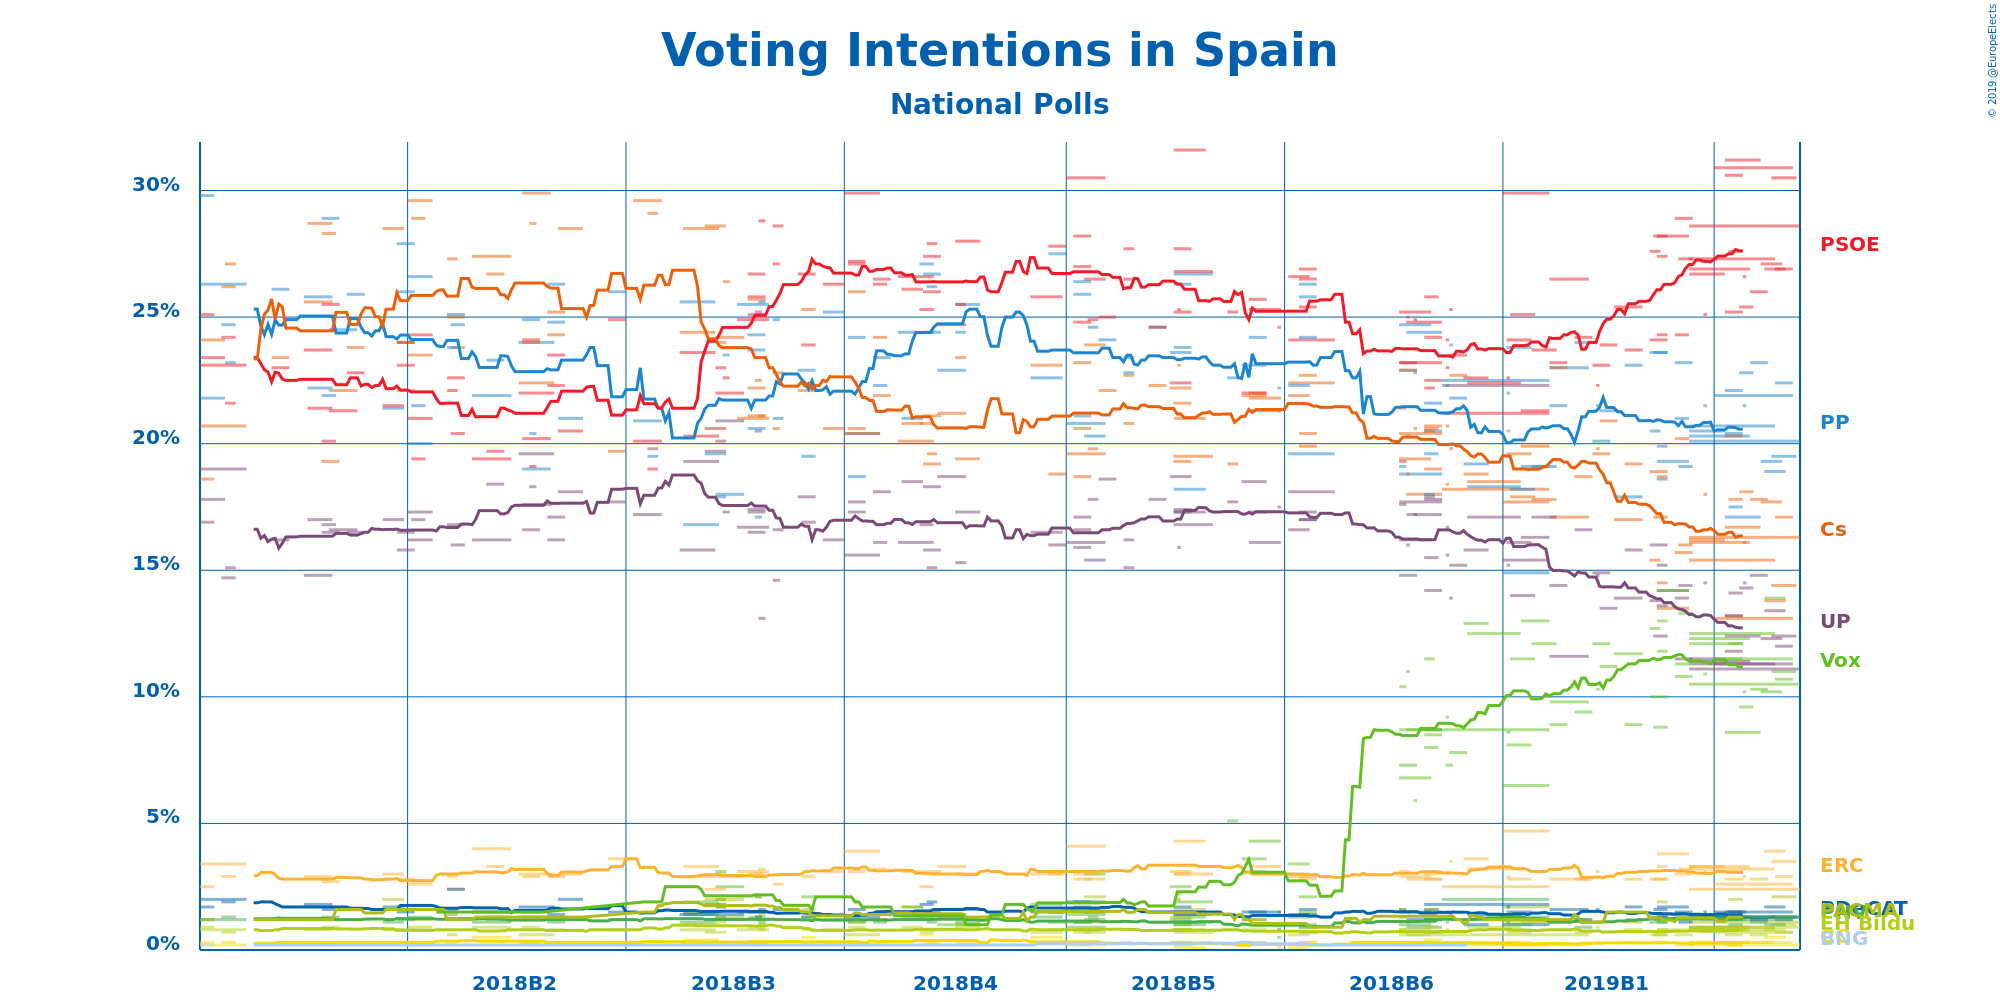 Voting Intentions in Spain
National Polls
© 2019 @EuropeElects
30%
25%
20%
15%
10%
5%
0%
PSOE
PP
Cs
UP
Vox
ERC
EH Bildu
BNG
2018B2
2018B3
2018B4
2018B5
2018B6
2019B1